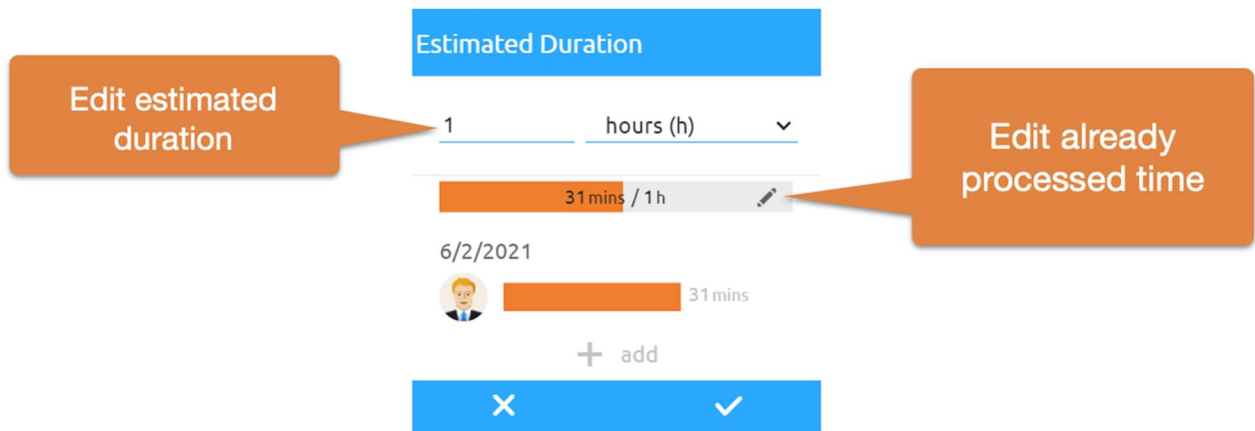 Estimated Duration
Edit estimated
duration
1 hours (h)
Edit already
processed time
31 mins / 1 h
6/2/2021
31 mins
add